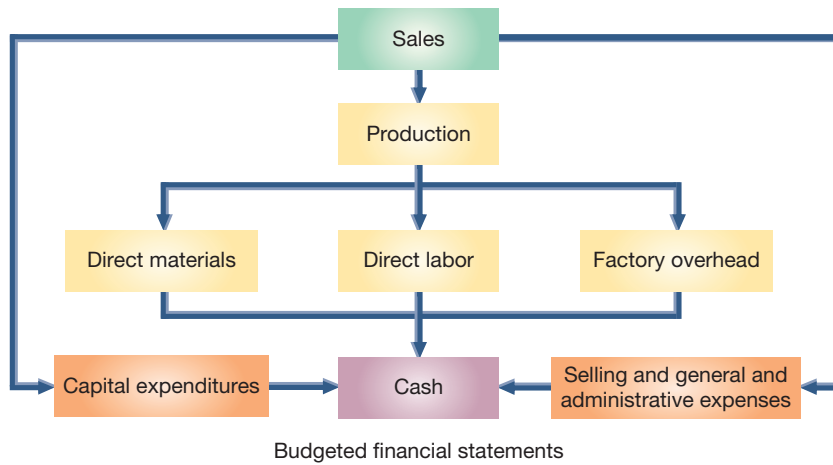 Sales
Production
Direct materials
Direct labor
Factory overhead
Capital expenditures
Cash
Selling and general and
administrative expenses
Budgeted financial statements